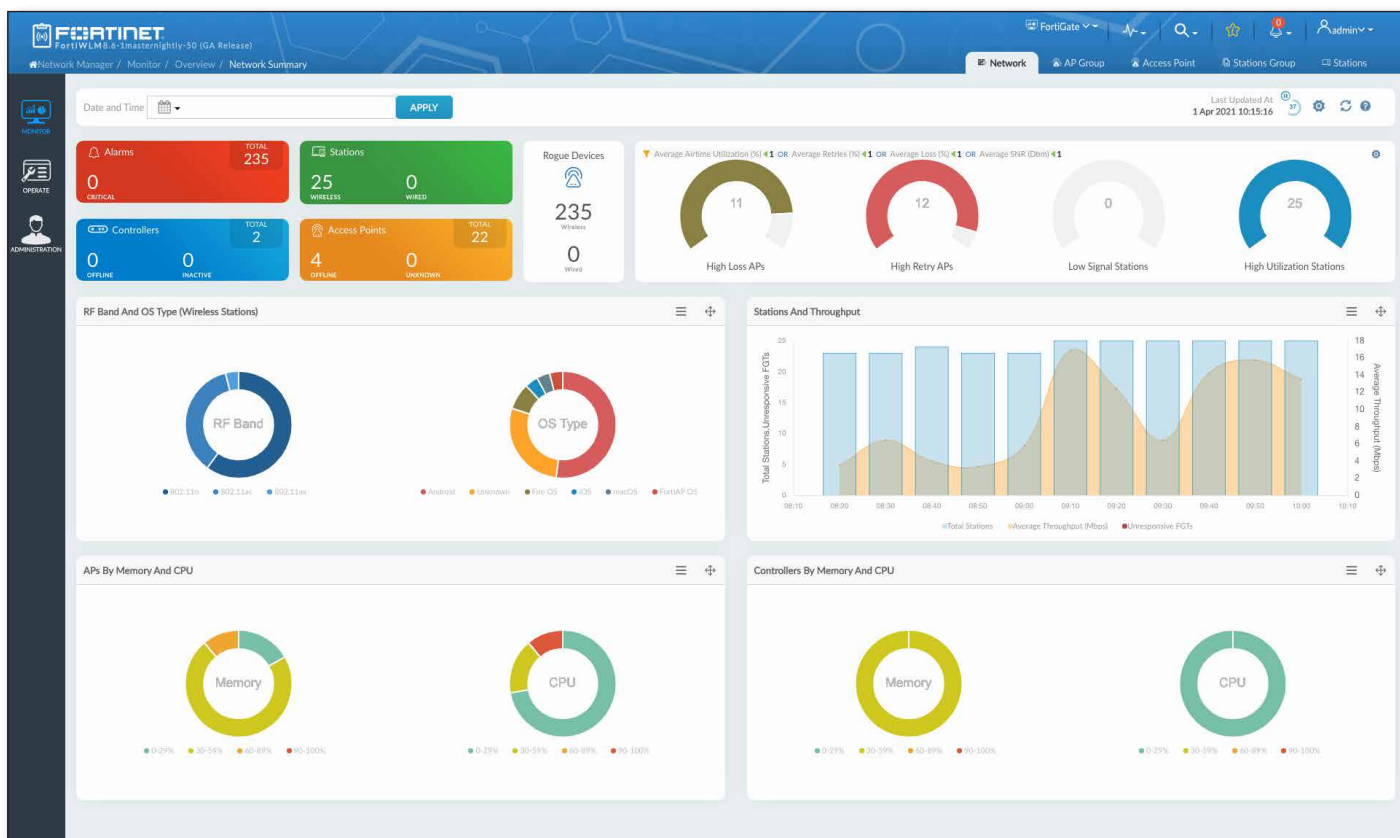 FORTINET
FortiWLM 8.6-1masternightly-50 (GA Release)
FortiGate
0
admin
Network Manager / Monitor / Overview / Network Summary
Network
AP Group
Access Point
Stations Group
Stations
MONITOR
OPERATE
ADMINISTRATION
Date and Time
APPLY
Last Updated At
1 Apr 2021 10:15:16
37
Alarms
TOTAL
235
0
CRITICAL
Stations
25
WIRELESS
0
WIRED
Controllers
TOTAL
2
0
OFFLINE
0
INACTIVE
Access Points
TOTAL
22
4
OFFLINE
0
UNKNOWN
Rogue Devices
235
Wireless
0
Wired
Average Airtime Utilization (%) 1 OR Average Retries (%) 1 OR Average Loss (%) 1 OR Average SNR (Dbm) 1
11
High Loss APs
12
High Retry APs
0
Low Signal Stations
25
High Utilization Stations
RF Band And OS Type (Wireless Stations)
RF Band
802.11n 802.11ac 802.11ax
OS Type
Android Unknown Fire OS iOS macOS FortiAP OS
Stations And Throughput
Total Stations,Unresponsive FGTs
25
20
15
10
5
0
18
16
14
12
10
8
6
4
2
0
Average Throughput (Mbps)
08:10 08:20 08:30 08:40 08:50 09:00 09:10 09:20 09:30 09:40 09:50 10:00 10:10
Total Stations Average Throughput (Mbps) Unresponsive FGTs
APs By Memory And CPU
Memory
0-29% 30-59% 60-89% 90-100%
CPU
0-29% 30-59% 60-89% 90-100%
Controllers By Memory And CPU
Memory
0-29% 30-59% 60-89% 90-100%
CPU
0-29% 30-59% 60-89% 90-100%